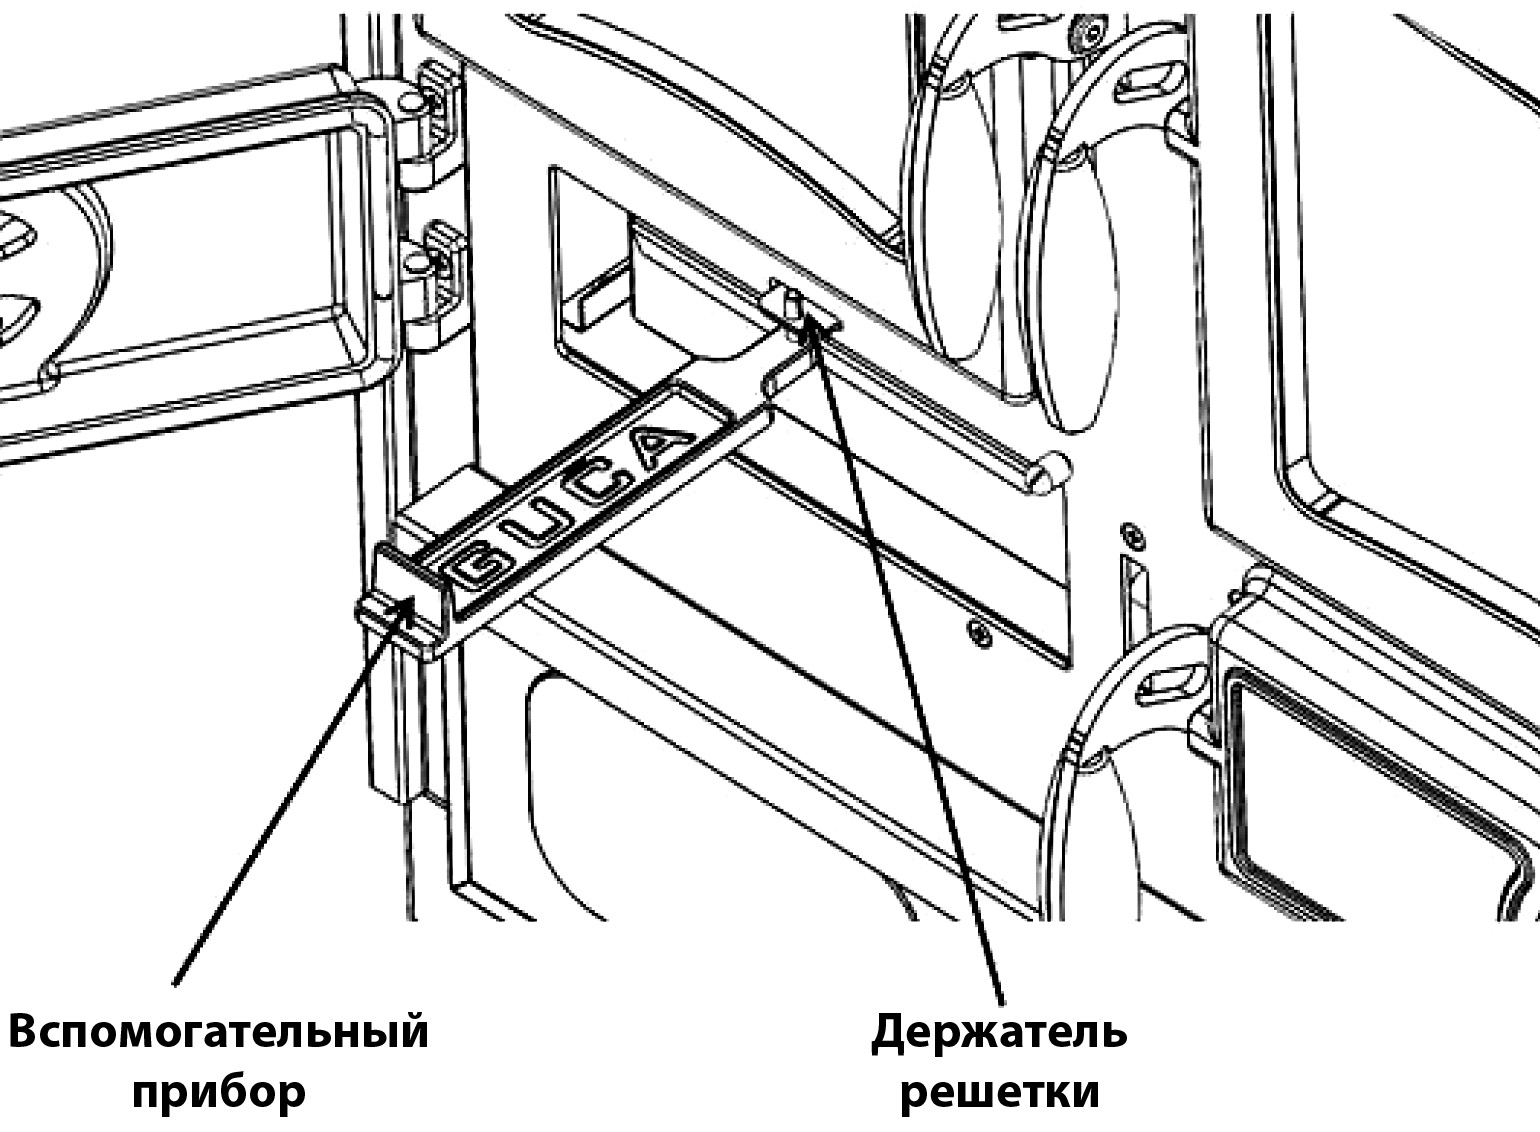 GUCA
Вспомогательный
прибор
Держатель
решетки